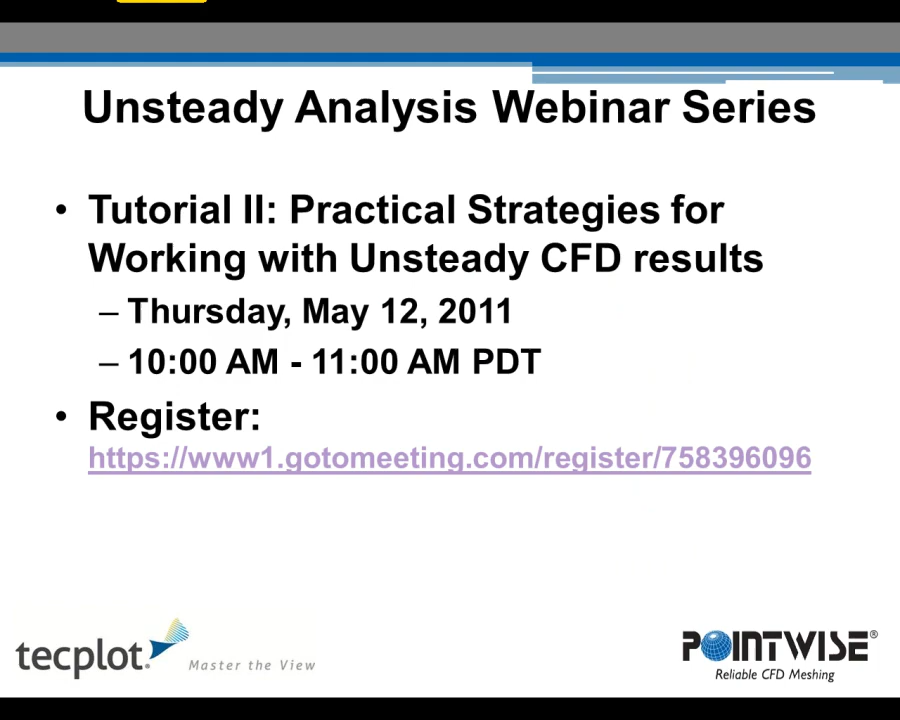 Unsteady Analysis Webinar Series
• Tutorial II: Practical Strategies for
Working with Unsteady CFD results
– Thursday, May 12, 2011
– 10:00 AM - 11:00 AM PDT
• Register:
https://www1.gotomeeting.com/register/758396096
tecplot. Master the View
POINTWISE®
Reliable CFD Meshing